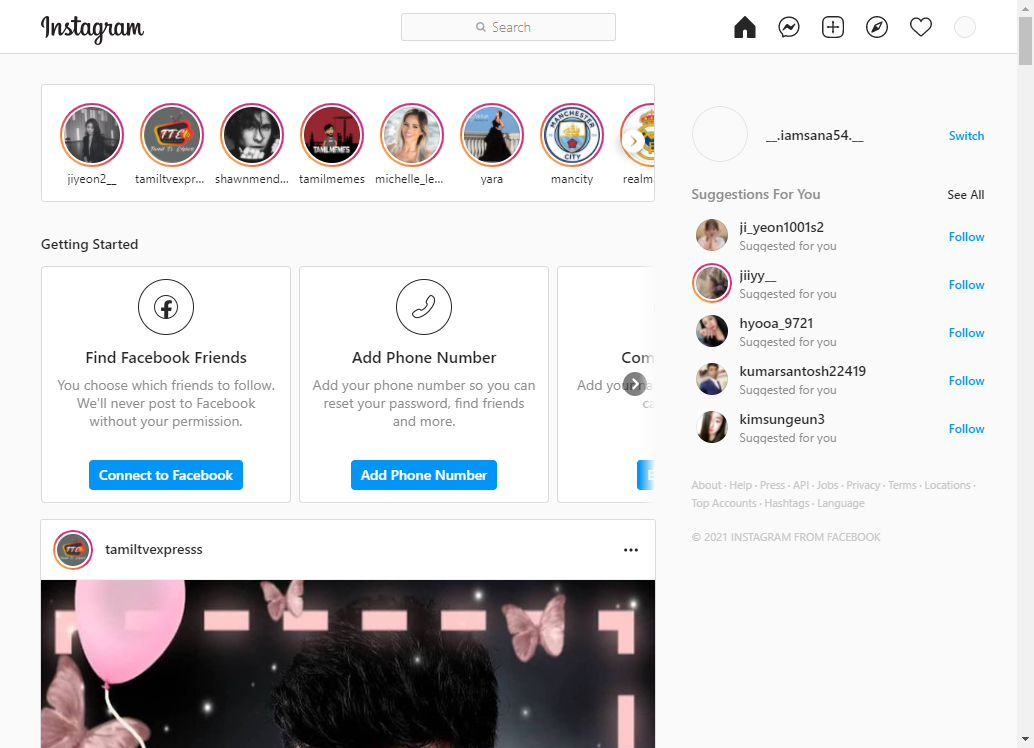 Instagram
Search
jiyeon2__
tamiltvexpr...
shawnmend...
tamilmemes
michelle_le...
yara
mancity
realm
__.iamsana54.__
Switch
Suggestions For You
See All
ji_yeon1001s2
Suggested for you
Follow
jiiyy__
Suggested for you
Follow
hyooa_9721
Suggested for you
Follow
kumarsantosh22419
Suggested for you
Follow
kimsungeun3
Suggested for you
Follow
About · Help · Press · API · Jobs · Privacy · Terms · Locations ·
Top Accounts · Hashtags · Language
© 2021 INSTAGRAM FROM FACEBOOK
Getting Started
Find Facebook Friends
You choose which friends to follow.
We'll never post to Facebook
without your permission.
Connect to Facebook
Add Phone Number
Add your phone number so you can
reset your password, find friends
and more.
Add Phone Number
Com
Add your
ca
E
tamiltvexpresss
TTE
MANCHESTER
CITY
TAMILMEMES